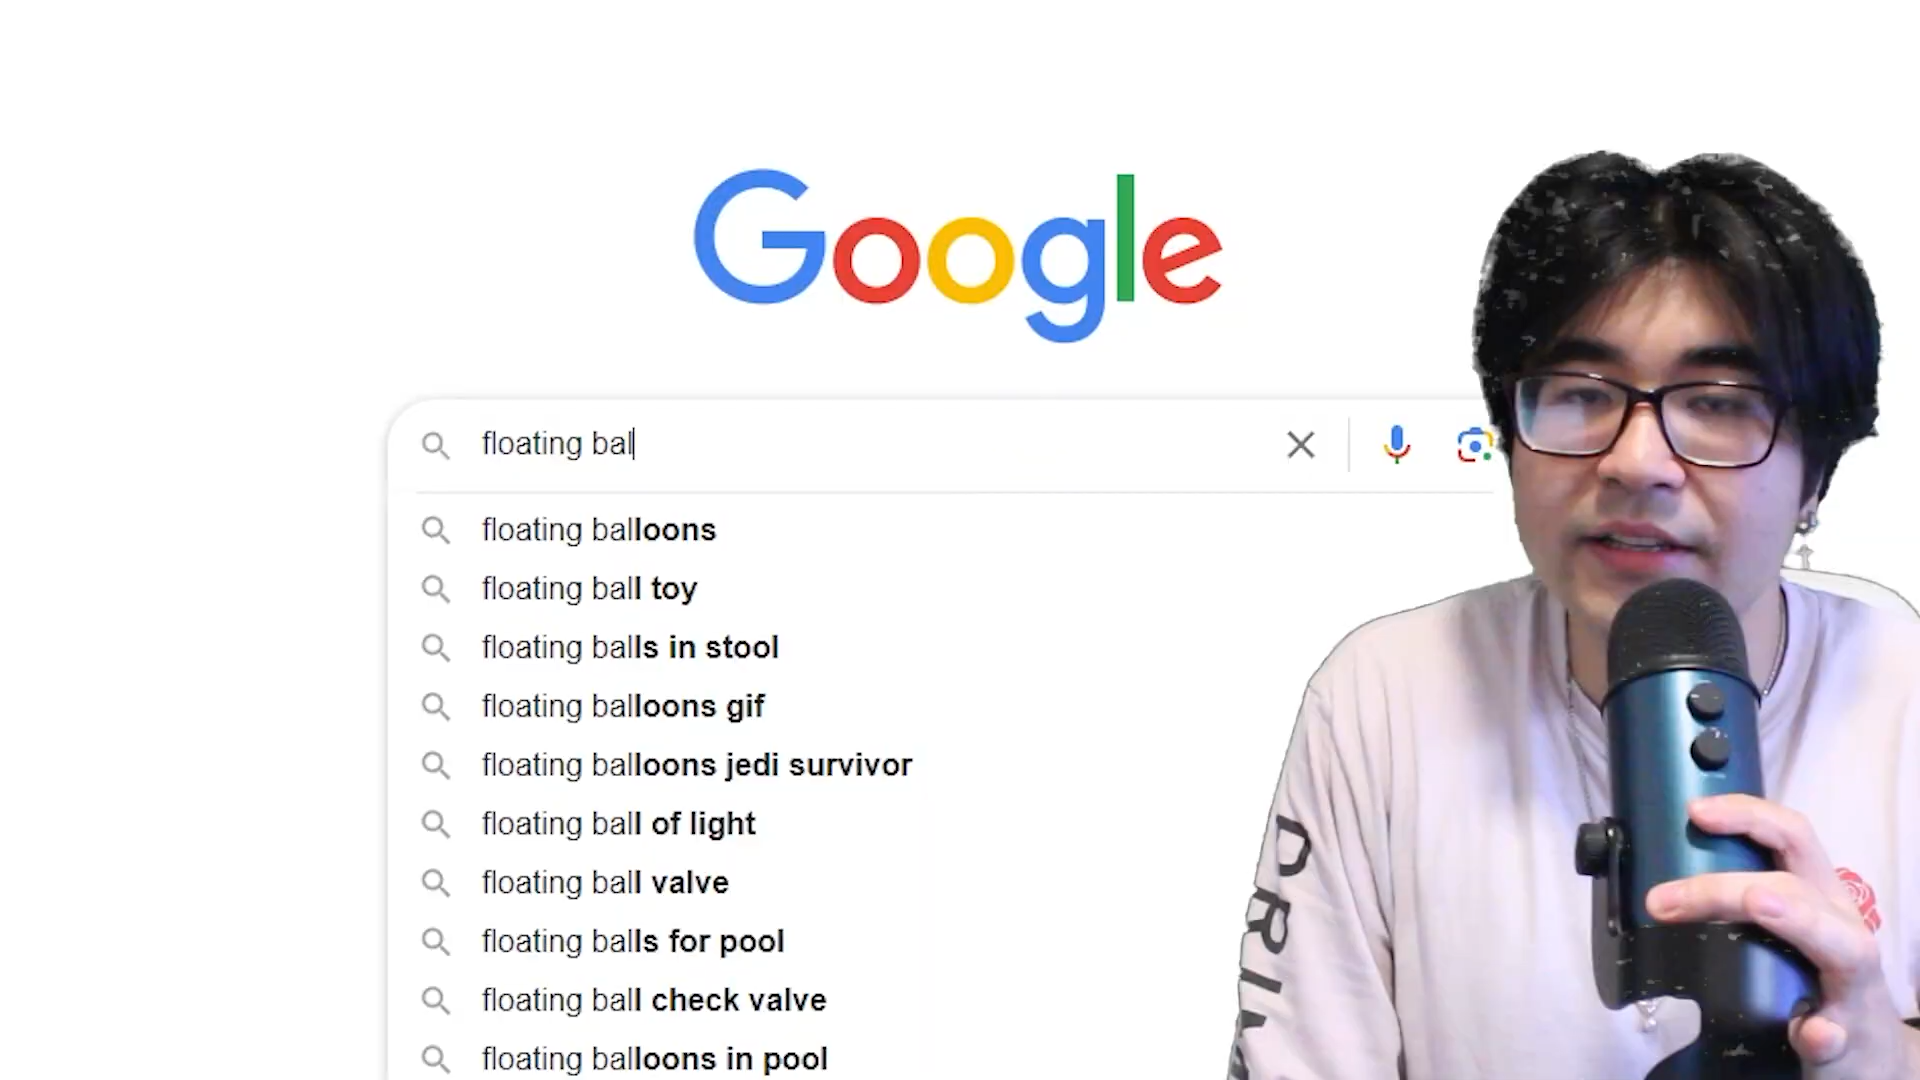 Google
floating bal
floating balloons
floating ball toy
floating balls in stool
floating balloons gif
floating balloons jedi survivor
floating ball of light
floating ball valve
floating balls for pool
floating ball check valve
floating balloons in pool